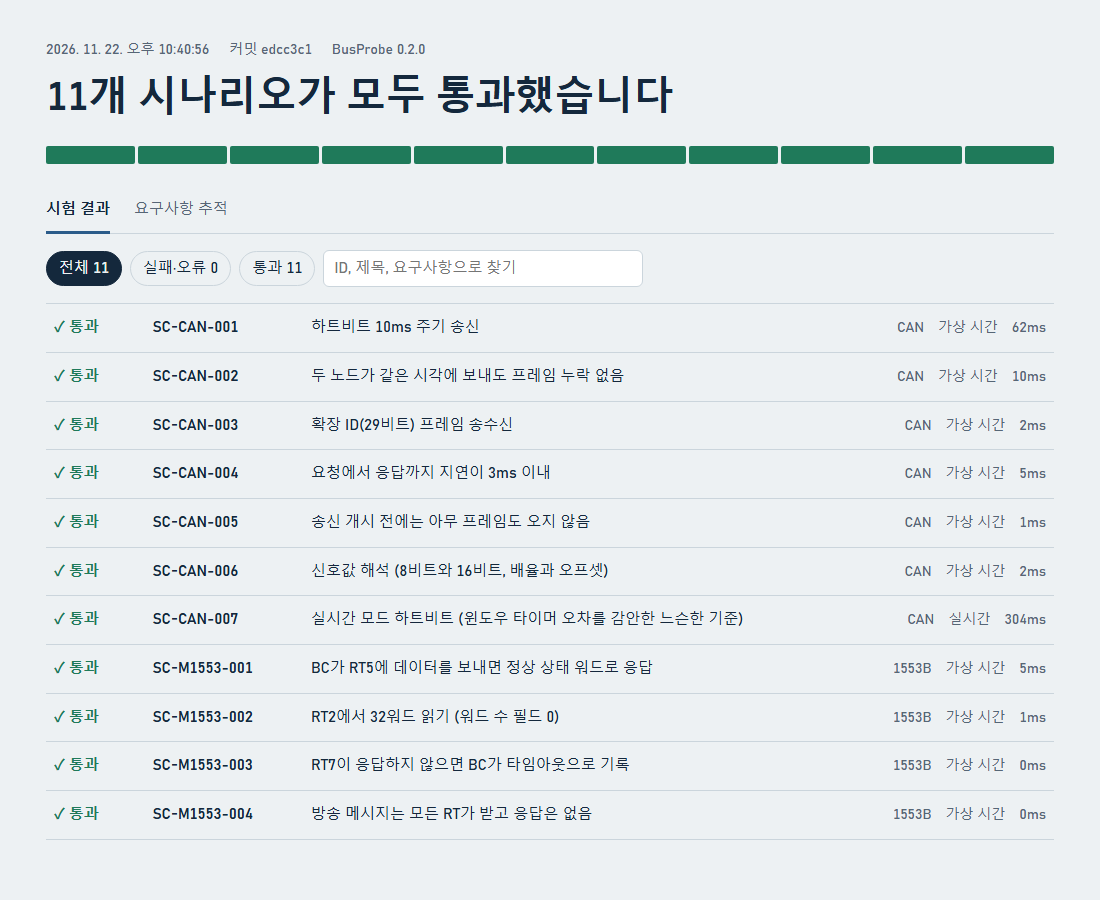 2026. 11. 22. 오후 10:40:56 커밋 edcc3c1 BusProbe 0.2.0
11개 시나리오가 모두 통과했습니다
시험 결과 요구사항 추적
전체 11 실패·오류 0 통과 11 ID, 제목, 요구사항으로 찾기
✓ 통과 SC-CAN-001 하트비트 10ms 주기 송신 CAN 가상 시간 62ms
✓ 통과 SC-CAN-002 두 노드가 같은 시각에 보내도 프레임 누락 없음 CAN 가상 시간 10ms
✓ 통과 SC-CAN-003 확장 ID(29비트) 프레임 송수신 CAN 가상 시간 2ms
✓ 통과 SC-CAN-004 요청에서 응답까지 지연이 3ms 이내 CAN 가상 시간 5ms
✓ 통과 SC-CAN-005 송신 개시 전에는 아무 프레임도 오지 않음 CAN 가상 시간 1ms
✓ 통과 SC-CAN-006 신호값 해석 (8비트와 16비트, 배율과 오프셋) CAN 가상 시간 2ms
✓ 통과 SC-CAN-007 실시간 모드 하트비트 (윈도우 타이머 오차를 감안한 느슨한 기준) CAN 실시간 304ms
✓ 통과 SC-M1553-001 BC가 RT5에 데이터를 보내면 정상 상태 워드로 응답 1553B 가상 시간 5ms
✓ 통과 SC-M1553-002 RT2에서 32워드 읽기 (워드 수 필드 0) 1553B 가상 시간 1ms
✓ 통과 SC-M1553-003 RT7이 응답하지 않으면 BC가 타임아웃으로 기록 1553B 가상 시간 0ms
✓ 통과 SC-M1553-004 방송 메시지는 모든 RT가 받고 응답은 없음 1553B 가상 시간 0ms